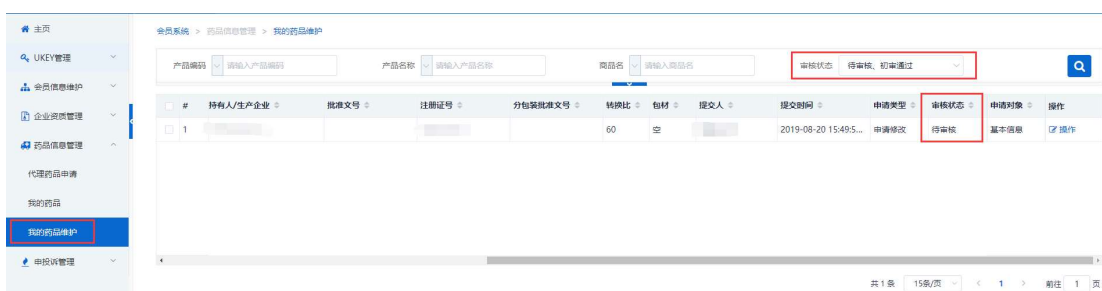 主页
会员系统 > 药品信息管理 > 我的药品维护
UKEY管理
产品编码 请输入产品编码 产品名称 请输入产品名称 商品名 请输入商品名 审核状态 待审核、初审通过
会员信息维护
# 持有人/生产企业 批准文号 注册证号 分包装批准文号 转换比 包材 提交人 提交时间 申请类型 审核状态 申请对象 操作
企业资质管理
1 60 空 2019-08-20 15:49:5... 申请修改 待审核 基本信息 操作
药品信息管理
代理药品申请
我的药品
我的药品维护
申投诉管理
共 1 条 15条/页 < 1 > 前往 1 页